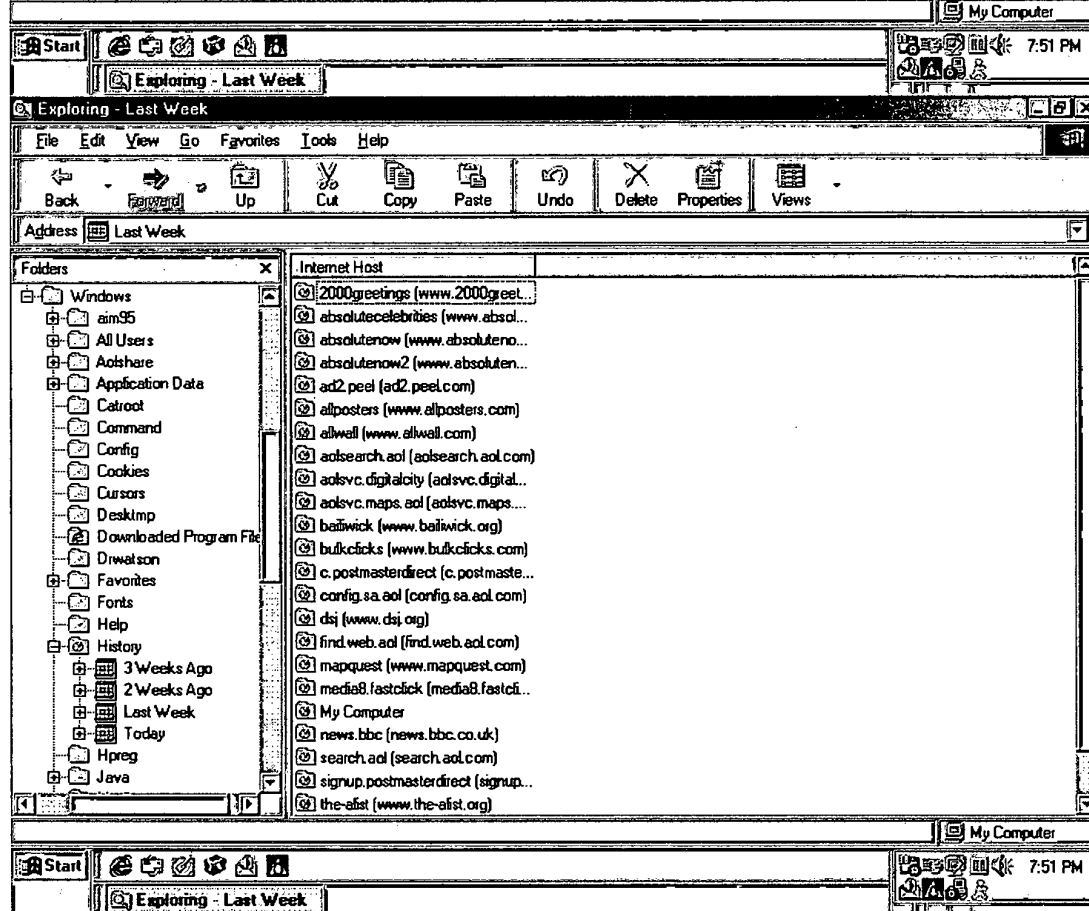 My Computer
Start 7:51 PM
Exploring - Last Week
Exploring - Last Week
File Edit View Go Favorites Tools Help
Back Forward Up Cut Copy Paste Undo Delete Properties Views
Address Last Week
Folders
Windows
aim95
All Users
Aolshare
Application Data
Catroot
Command
Config
Cookies
Cursors
Desktmp
Downloaded Program File
Drwatson
Favorites
Fonts
Help
History
3 Weeks Ago
2 Weeks Ago
Last Week
Today
Hpreg
Java
Internet Host
2000greetings (www.2000greet...
absolutecelebrities (www.absol...
absolutenow (www.absoluteno...
absolutenow2 (www.absoluten...
ad2.peel (ad2.peel.com)
allposters (www.allposters.com)
allwall (www.allwall.com)
aolsearch.aol (aolsearch.aol.com)
aolsvc.digitalcity (aolsvc.digital...
aolsvc.maps.aol (aolsvc.maps....
bailiwick (www.bailiwick.org)
bulkclicks (www.bulkclicks.com)
c.postmasterdirect (c.postmaste...
config.sa.aol (config.sa.aol.com)
dsj (www.dsj.org)
find.web.aol (find.web.aol.com)
mapquest (www.mapquest.com)
media8.fastclick (media8.fastcli...
My Computer
news.bbc (news.bbc.co.uk)
search.aol (search.aol.com)
signup.postmasterdirect (signup...
the-alist (www.the-alist.org)
My Computer
Start 7:51 PM
Exploring - Last Week